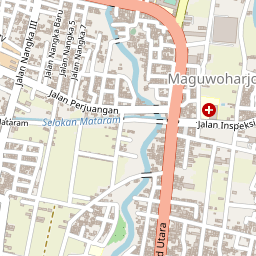 Jalan Nangka III
Jalan Nangka Baru
Jalan Nangka 5
Jalan Nangka 7
Maguwoharjo
Jalan Perjuangan
Selokan Mataram
Mataram
Jalan Inspeksi
d Utara